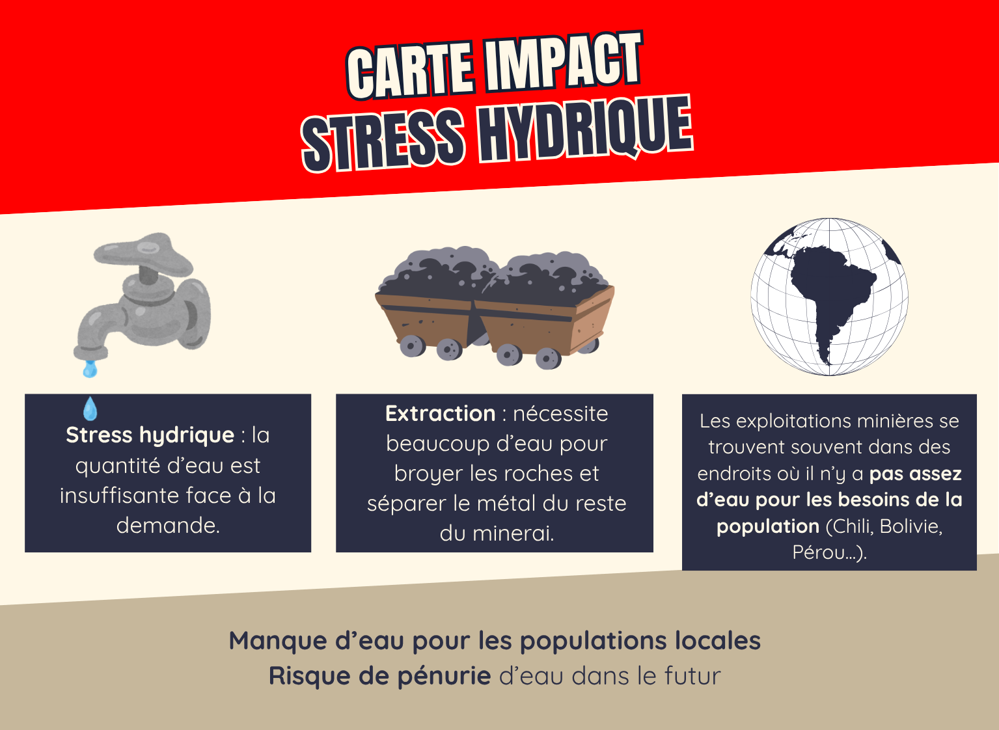 CARTE IMPACT
STRESS HYDRIQUE
Stress hydrique : la
quantité d’eau est
insuffisante face à la
demande.
Extraction : nécessite
beaucoup d’eau pour
broyer les roches et
séparer le métal du reste
du minerai.
Les exploitations minières se
trouvent souvent dans des
endroits où il n’y a pas assez
d’eau pour les besoins de la
population (Chili, Bolivie,
Pérou...).
Manque d’eau pour les populations locales
Risque de pénurie d’eau dans le futur